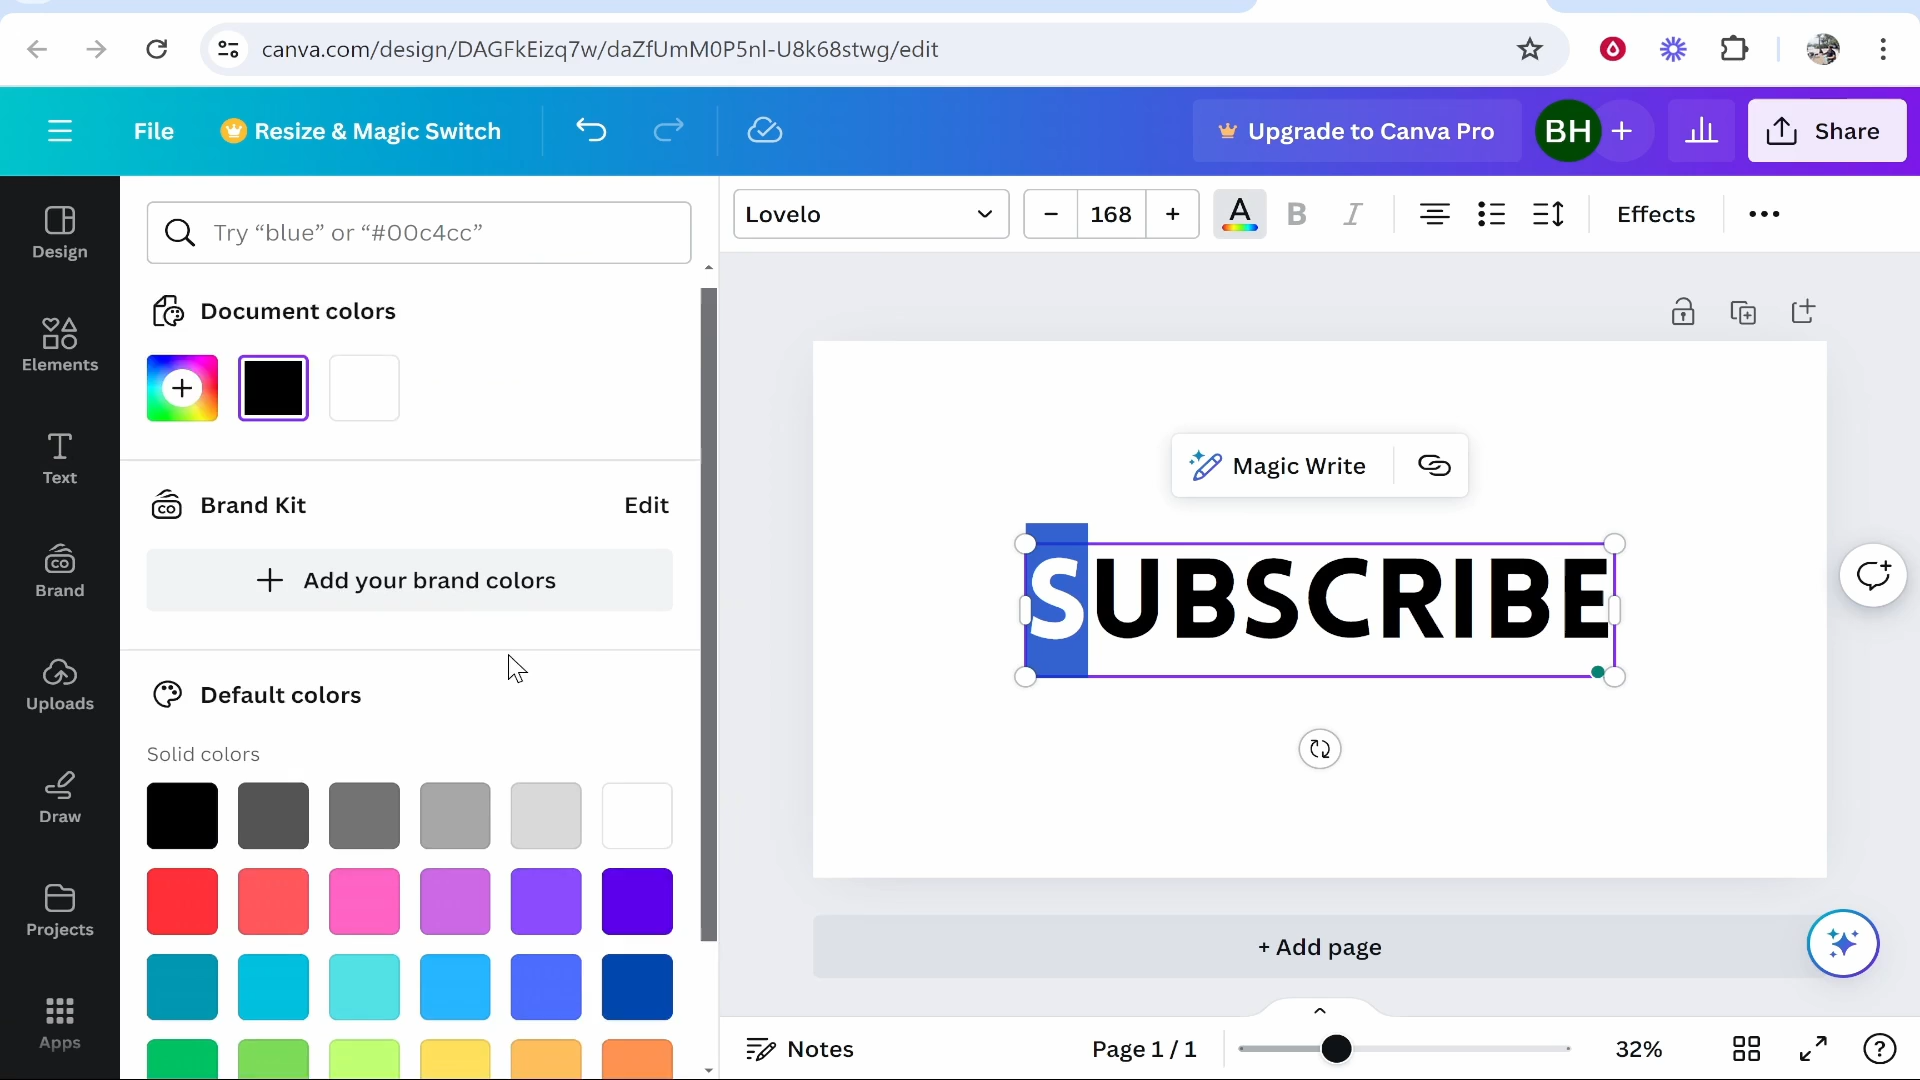 canva.com/design/DAGFkEizq7w/daZfUmM0P5nl-U8k68stwg/edit
File
Resize & Magic Switch
Upgrade to Canva Pro
BH
Share
Design
Elements
Text
Brand
Uploads
Draw
Projects
Apps
Try “blue” or “#00c4cc”
Document colors
Brand Kit
Edit
Add your brand colors
Default colors
Solid colors
Lovelo
168
A
B
I
Effects
Magic Write
SUBSCRIBE
+ Add page
Notes
Page 1 / 1
32%